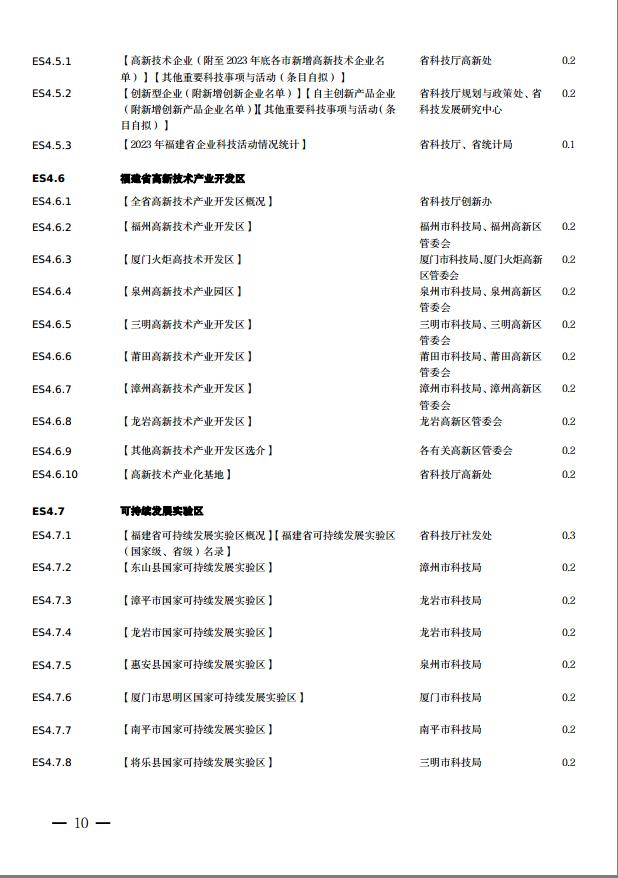 ES4.5.1 【高新技术企业（附至 2023 年底各市新增高新技术企业名 省科技厅高新处 0.2
单）】【其他重要科技事项与活动（条目自拟）】
ES4.5.2 【创新型企业（附新增创新企业名单）】【自主创新产品企业 省科技厅规划与政策处、省 0.2
（附新增创新产品企业名单）】【其他重要科技事项与活动（条 科技发展研究中心
目自拟）】
ES4.5.3 【2023 年福建省企业科技活动情况统计】 省科技厅、省统计局 0.1
ES4.6 福建省高新技术产业开发区
ES4.6.1 【全省高新技术产业开发区概况】 省科技厅创新办
ES4.6.2 【福州高新技术产业开发区】 福州市科技局、福州高新区 0.2
管委会
ES4.6.3 【厦门火炬高技术开发区】 厦门市科技局、厦门火炬高新 0.2
区管委会
ES4.6.4 【泉州高新技术产业园区】 泉州市科技局、泉州高新区 0.2
管委会
ES4.6.5 【三明高新技术产业开发区】 三明市科技局、三明高新区 0.2
管委会
ES4.6.6 【莆田高新技术产业开发区】 莆田市科技局、莆田高新区 0.2
管委会
ES4.6.7 【漳州高新技术产业开发区】 漳州市科技局、漳州高新区 0.2
管委会
ES4.6.8 【龙岩高新技术产业开发区】 龙岩高新区管委会 0.2
ES4.6.9 【其他高新技术产业开发区选介】 各有关高新区管委会 0.2
ES4.6.10 【高新技术产业化基地】 省科技厅高新处 0.2
ES4.7 可持续发展实验区
ES4.7.1 【福建省可持续发展实验区概况】【福建省可持续发展实验区 省科技厅社发处 0.3
（国家级、省级）名录】
ES4.7.2 【东山县国家可持续发展实验区】 漳州市科技局 0.2
ES4.7.3 【漳平市国家可持续发展实验区】 龙岩市科技局 0.2
ES4.7.4 【龙岩市国家可持续发展实验区】 龙岩市科技局 0.2
ES4.7.5 【惠安县国家可持续发展实验区】 泉州市科技局 0.2
ES4.7.6 【厦门市思明区国家可持续发展实验区】 厦门市科技局 0.2
ES4.7.7 【南平市国家可持续发展实验区】 南平市科技局 0.2
ES4.7.8 【将乐县国家可持续发展实验区】 三明市科技局 0.2
— 10 —